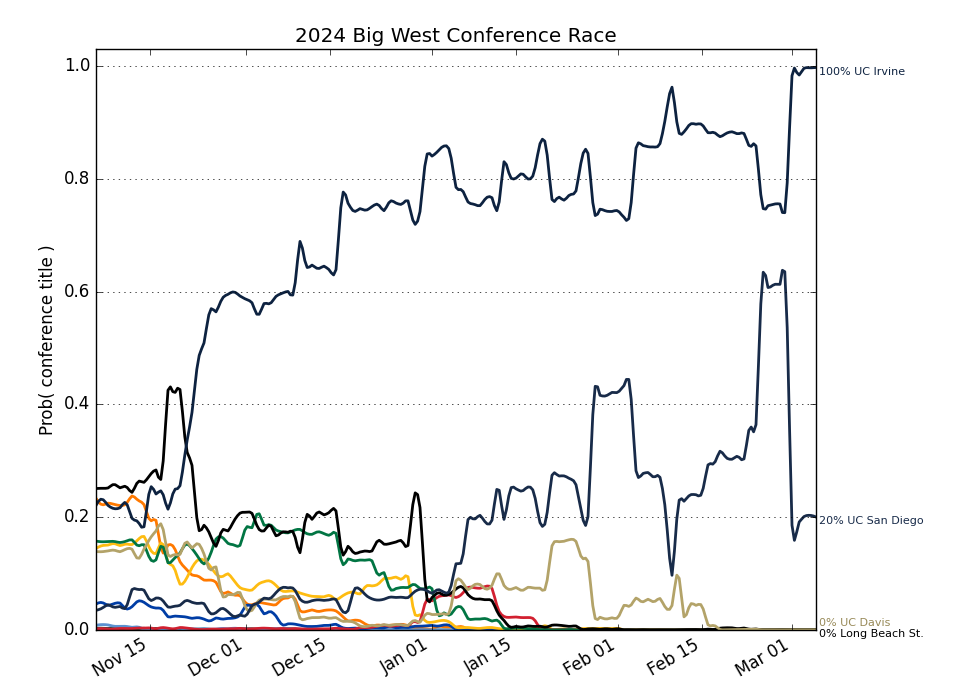 2024 Big West Conference Race
1.0
0.8
0.6
0.4
0.2
0.0
Prob( conference title )
100% UC Irvine
20% UC San Diego
0% UC Davis
0% Long Beach St.
Nov 15
Dec 01
Dec 15
Jan 01
Jan 15
Feb 01
Feb 15
Mar 01